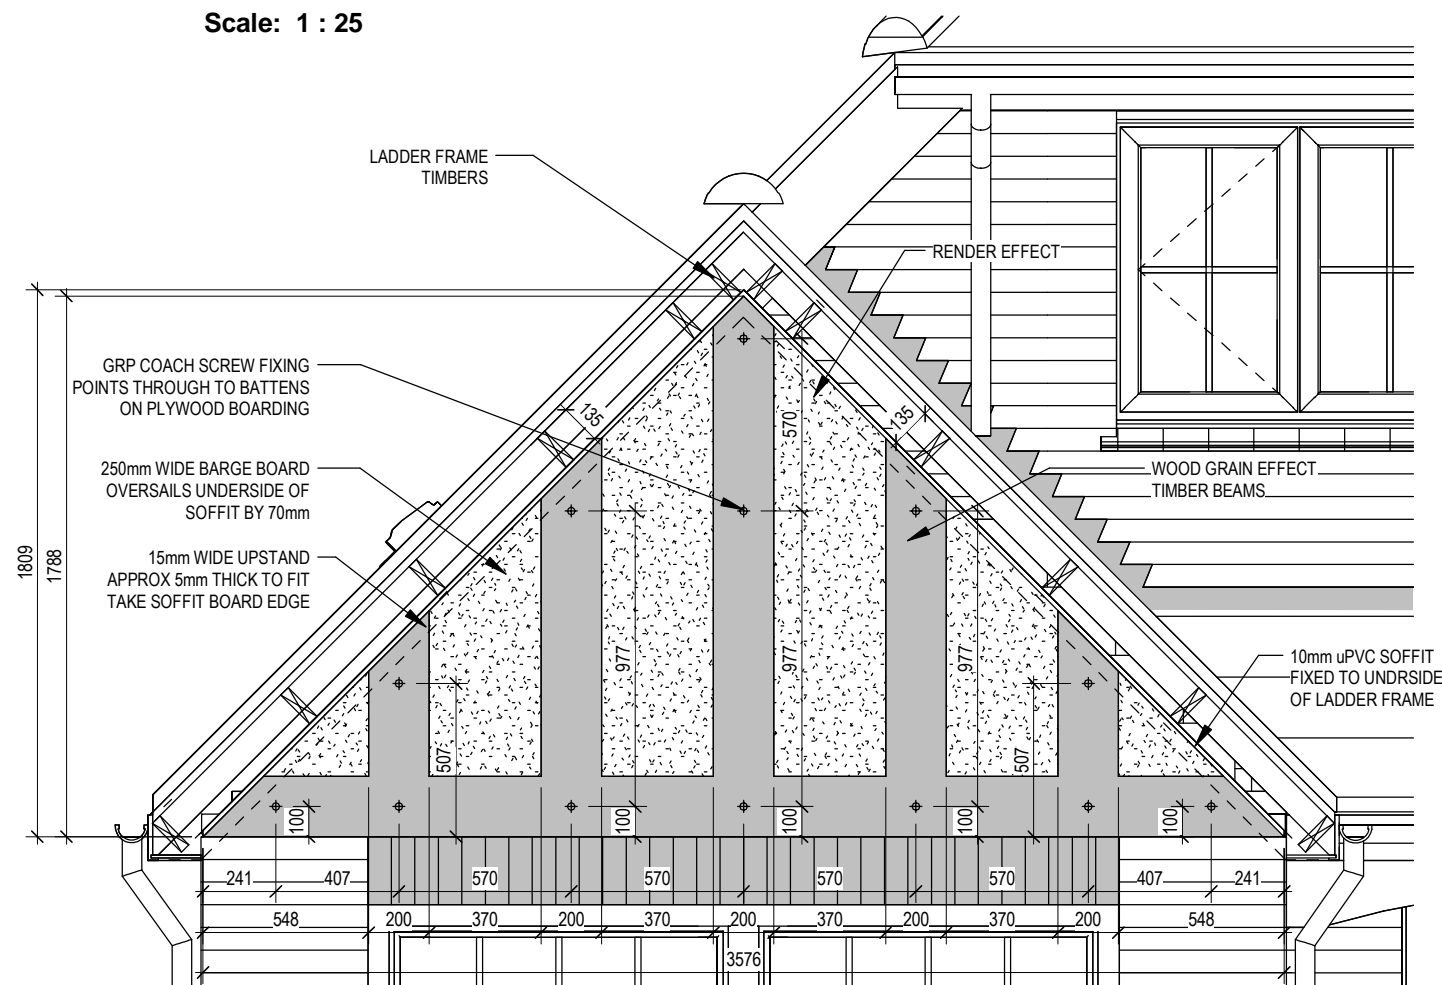 Scale: 1 : 25
LADDER FRAME
TIMBERS
RENDER EFFECT
GRP COACH SCREW FIXING
POINTS THROUGH TO BATTENS
ON PLYWOOD BOARDING
250mm WIDE BARGE BOARD
OVERSAILS UNDERSIDE OF
SOFFIT BY 70mm
15mm WIDE UPSTAND
APPROX 5mm THICK TO FIT
TAKE SOFFIT BOARD EDGE
WOOD GRAIN EFFECT
TIMBER BEAMS
10mm uPVC SOFFIT
FIXED TO UNDRSIDE
OF LADDER FRAME
1809
1788
135
135
570
977
977
977
507
507
100
100
100
100
100
241 407 570 570 570 570 407 241
548 200 370 200 370 200 370 200 370 200 548
3576